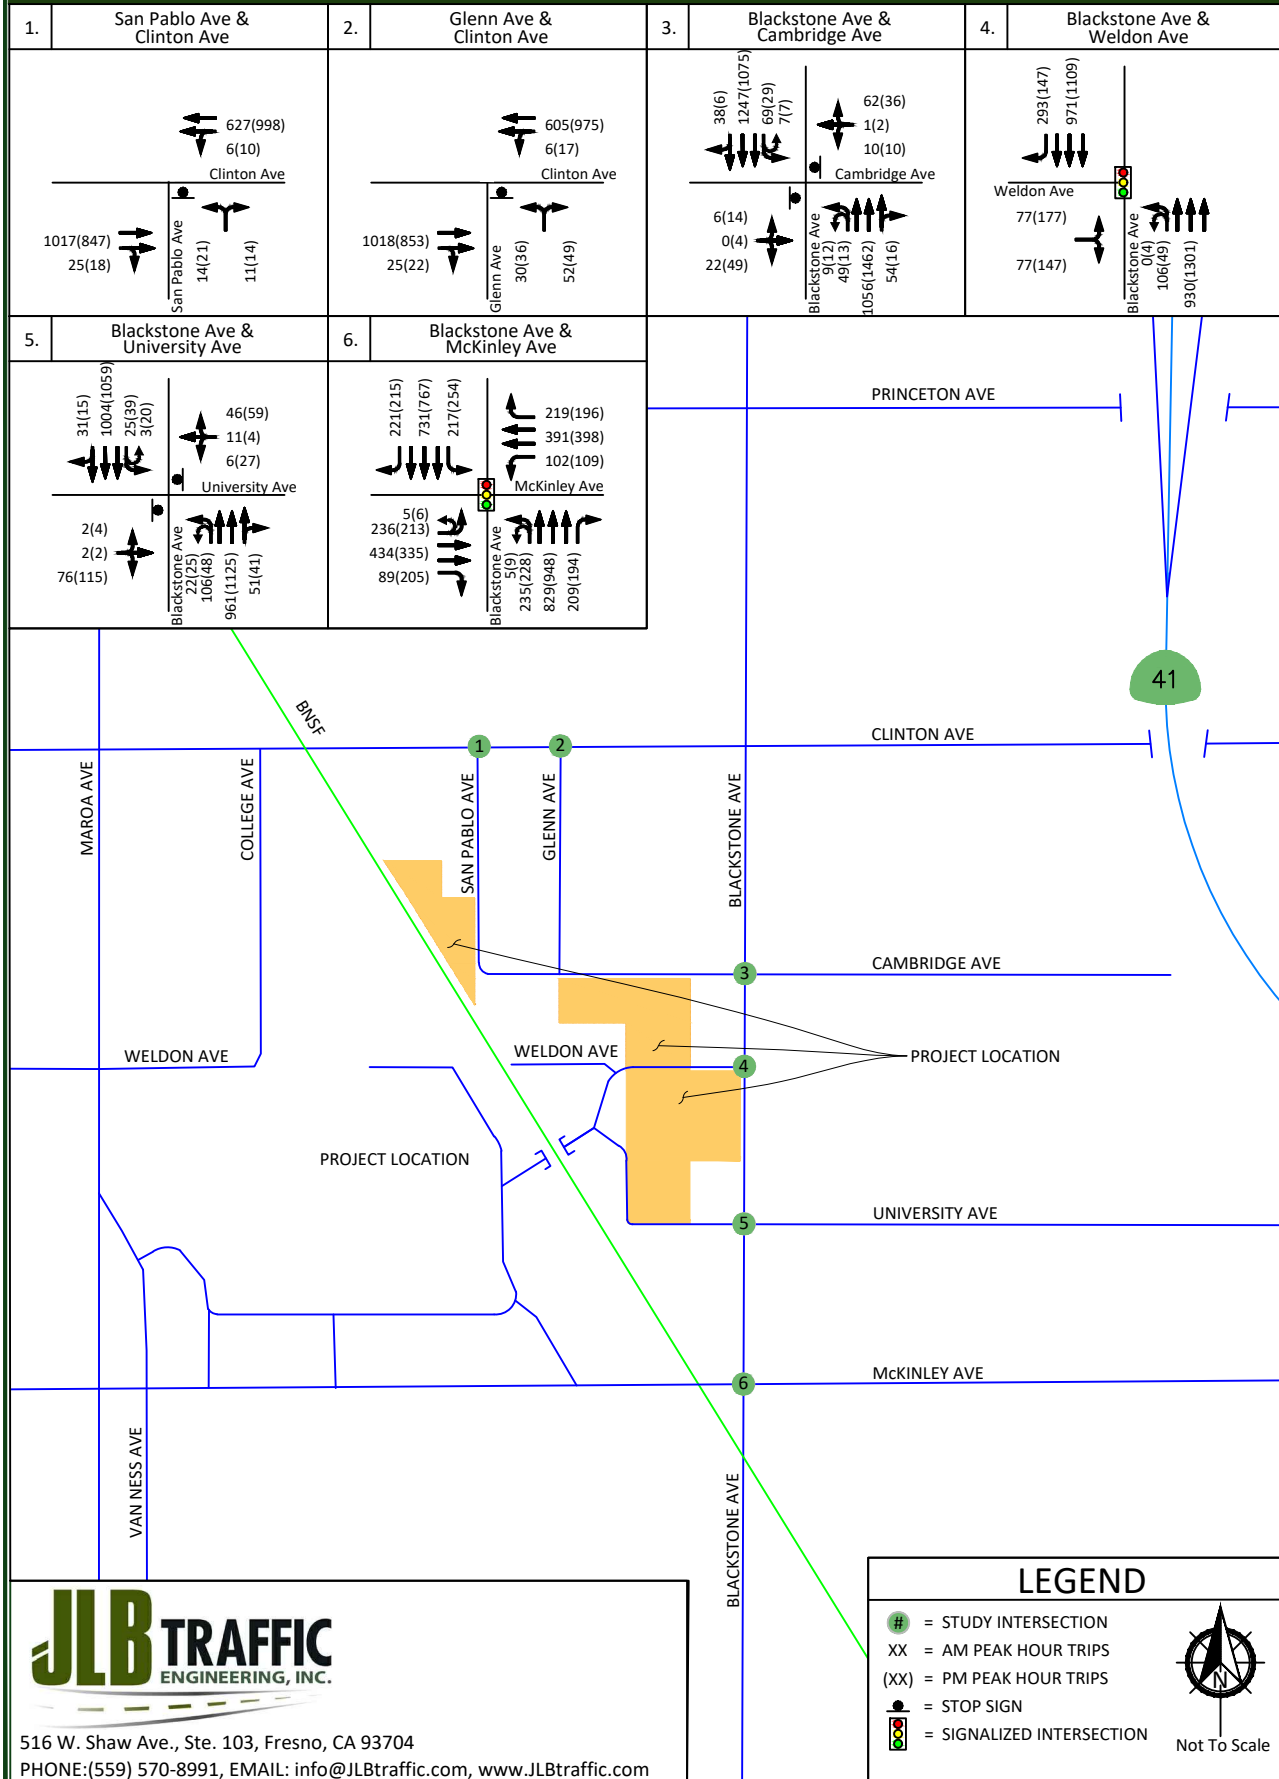 1.
San Pablo Ave &
Clinton Ave
627(998)
6(10)
Clinton Ave
1017(847)
25(18)
San Pablo Ave
14(21)
11(14)
2.
Glenn Ave &
Clinton Ave
605(975)
6(17)
Clinton Ave
1018(853)
25(22)
Glenn Ave
30(36)
52(49)
3.
Blackstone Ave &
Cambridge Ave
38(6)
1247(1075)
69(29)
7(7)
62(36)
1(2)
10(10)
Cambridge Ave
6(14)
0(4)
22(49)
Blackstone Ave
9(12)
49(13)
1056(1462)
54(16)
4.
Blackstone Ave &
Weldon Ave
293(147)
971(1109)
Weldon Ave
77(177)
77(147)
Blackstone Ave
0(4)
106(49)
930(1301)
5.
Blackstone Ave &
University Ave
31(15)
1004(1059)
25(39)
3(20)
46(59)
11(4)
6(27)
University Ave
2(4)
2(2)
76(115)
Blackstone Ave
22(25)
106(48)
961(1125)
51(41)
6.
Blackstone Ave &
McKinley Ave
221(215)
731(767)
217(254)
219(196)
391(398)
102(109)
McKinley Ave
5(6)
236(213)
434(335)
89(205)
Blackstone Ave
5(9)
235(228)
829(948)
209(194)
PRINCETON AVE
41
BNSF
CLINTON AVE
1
2
MAROA AVE
COLLEGE AVE
SAN PABLO AVE
GLENN AVE
BLACKSTONE AVE
3
CAMBRIDGE AVE
WELDON AVE
WELDON AVE
4
PROJECT LOCATION
PROJECT LOCATION
5
UNIVERSITY AVE
6
McKINLEY AVE
VAN NESS AVE
BLACKSTONE AVE
JLB TRAFFIC
ENGINEERING, INC.
516 W. Shaw Ave., Ste. 103, Fresno, CA 93704
PHONE:(559) 570-8991, EMAIL: info@JLBtraffic.com, www.JLBtraffic.com
LEGEND
# = STUDY INTERSECTION
XX = AM PEAK HOUR TRIPS
(XX) = PM PEAK HOUR TRIPS
= STOP SIGN
= SIGNALIZED INTERSECTION
N
Not To Scale